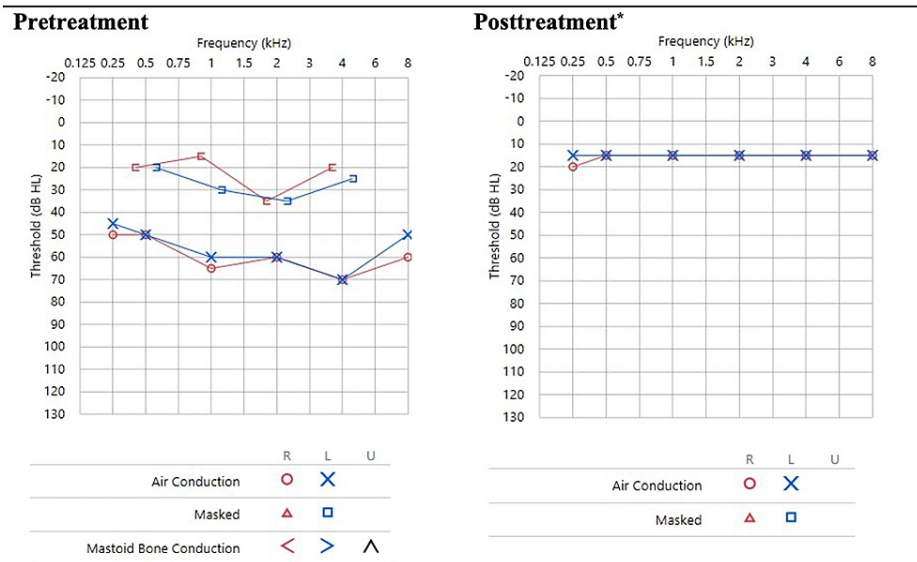 Pretreatment
Frequency (kHz)
0.125 0.25 0.5 0.75 1 1.5 2 3 4 6 8
Threshold (dB HL)
-20
-10
0
10
20
30
40
50
60
70
80
90
100
110
120
130
R L U
Air Conduction
Masked
Mastoid Bone Conduction
Posttreatment*
Frequency (kHz)
0.125 0.25 0.5 0.75 1 1.5 2 3 4 6 8
Threshold (dB HL)
-20
-10
0
10
20
30
40
50
60
70
80
90
100
110
120
130
R L U
Air Conduction
Masked